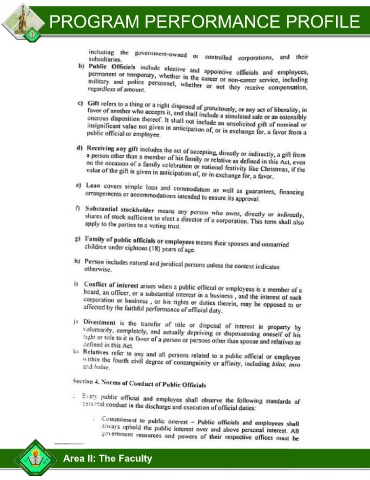 PROGRAM PERFORMANCE PROFILE
including the government-owned or controlled corporations, and their
subsidiaries.
b) Public Officials include elective and appointive officials and employees,
permanent or temporary, whether in the career or non-career service, including
military and police personnel, whether or not they receive compensation,
regardless of amount.
c) Gift refers to a thing or a right disposed of gratuitously, or any act of liberality, in
favor of another who accepts it, and shall include a simulated sale or an ostensibly
onerous disposition thereof. It shall not include an unsolicited gift of nominal or
insignificant value not given in anticipation of, or in exchange for, a favor from a
public official or employee.
d) Receiving any gift includes the act of accepting, directly or indirectly, a gift from
a person other than a member of his family or relative as defined in this Act, even
on the occasion of a family celebration or national festivity like Christmas, if the
value of the gift is given in anticipation of, or in exchange for, a favor.
e) Loan covers simple loan and commodatum as well as guarantees, financing
arrangements or accommodations intended to ensure its approval.
f) Substantial stockholder means any person who owns, directly or indirectly,
shares of stock sufficient to elect a director of a corporation. This term shall also
apply to the parties to a voting trust.
g) Family of public officials or employees means their spouses and unmarried
children under eighteen (18) years of age.
h) Person includes natural and juridical persons unless the context indicates
otherwise.
i) Conflict of interest arises when a public official or employees is a member of a
board, an officer, or a substantial interest in a business , and the interest of such
corporation or business , or his rights or duties therein, may be opposed to or
affected by the faithful performance of official duty.
j) Divestment is the transfer of title or disposal of interest in property by
voluntarily, completely, and actually depriving or dispossessing oneself of his
right or title to it in favor of a person or persons other than spouse and relatives as
defined in this Act.
k) Relatives refer to any and all persons related to a public official or employee
within the fourth civil degree of consanguinity or affinity, including bilas, inso
and balae.
Section 4. Norms of Conduct of Public Officials
Every public official and employee shall observe the following standards of
personal conduct in the discharge and execution of official duties:
Commitment to public interest – Public officials and employees shall
always uphold the public interest over and above personal interest. All
government resources and powers of their respective offices must be
Area II: The Faculty